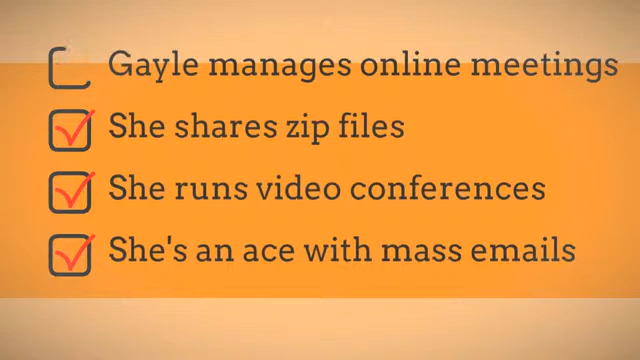 Gayle manages online meetings
She shares zip files
She runs video conferences
She's an ace with mass emails